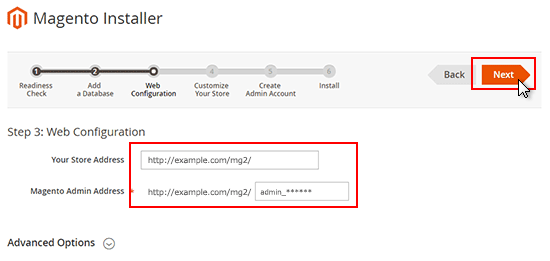 Magento Installer
1 2 4 5 6
Readiness Check
Add a Database
Web Configuration
Customize Your Store
Create Admin Account
Install
Back
Next
Step 3: Web Configuration
Your Store Address http://example.com/mg2/
Magento Admin Address * http://example.com/mg2/ admin_******
Advanced Options